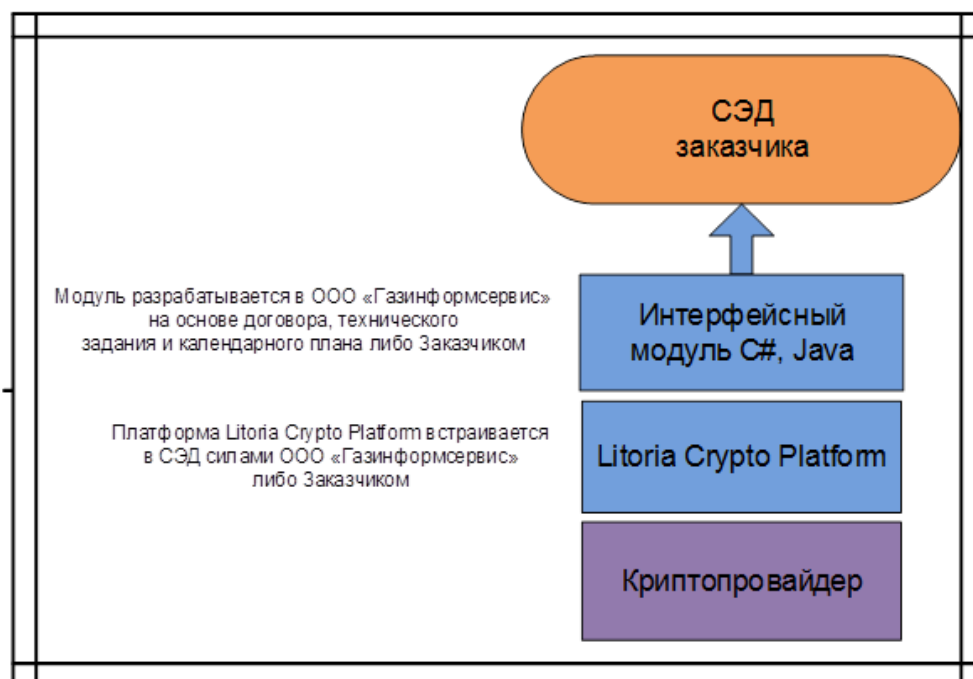 СЭД
заказчика
Модуль разрабатывается в ООО «Газинформсервис»
на основе договора, технического
задания и календарного плана либо Заказчиком
Интерфейсный
модуль C#, Java
Платформа Litoria Crypto Platform встраивается
в СЭД силами ООО «Газинформсервис»
либо Заказчиком
Litoria Crypto Platform
Криптопровайдер